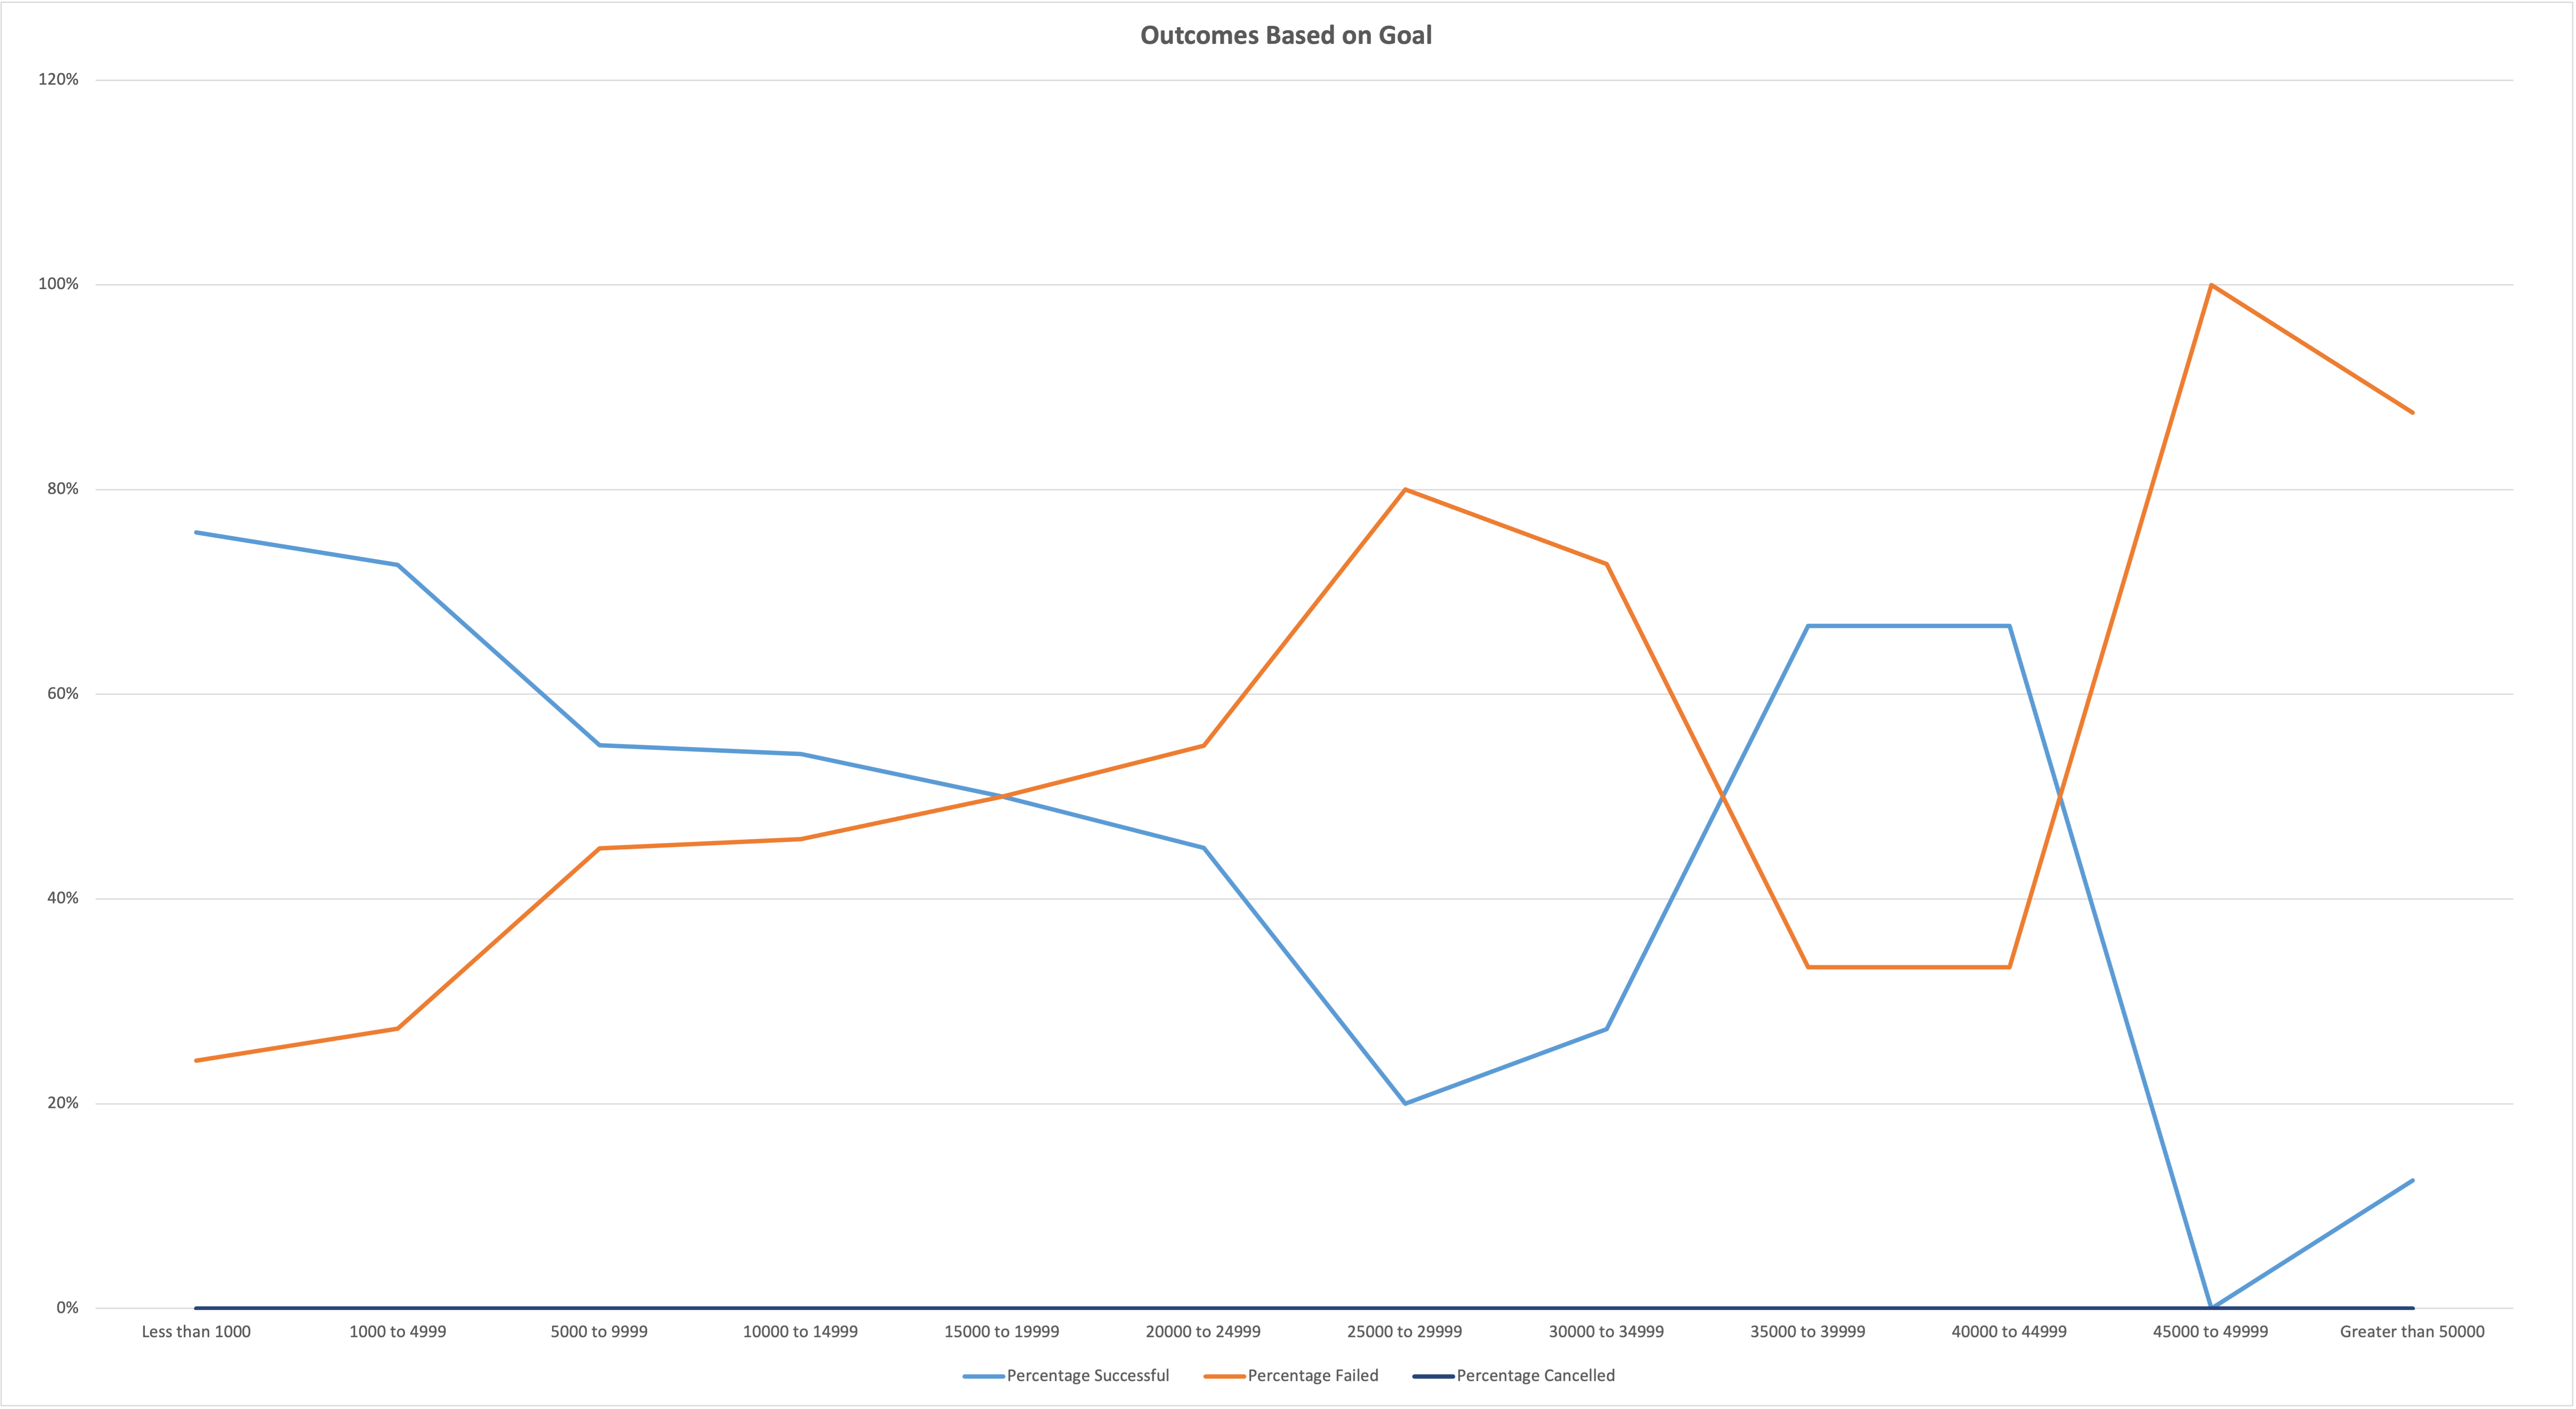 Outcomes Based on Goal
120%
100%
80%
60%
40%
20%
0%
Less than 1000 1000 to 4999 5000 to 9999 10000 to 14999 15000 to 19999 20000 to 24999 25000 to 29999 30000 to 34999 35000 to 39999 40000 to 44999 45000 to 49999 Greater than 50000
Percentage Successful Percentage Failed Percentage Cancelled